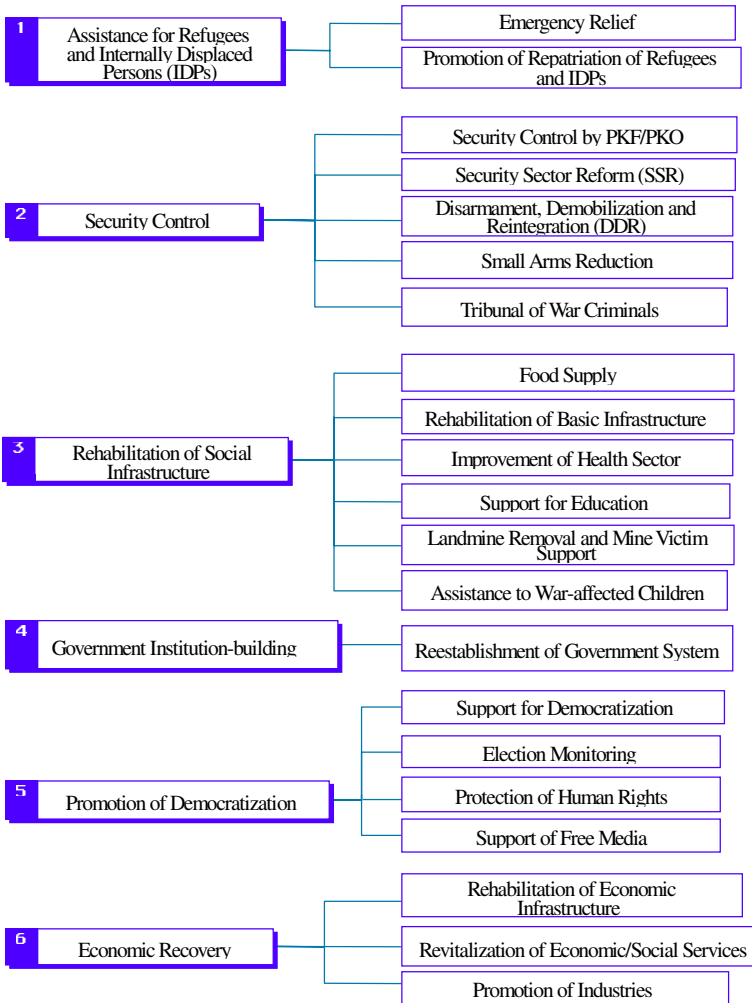 1
Assistance for Refugees
and Internally Displaced
Persons (IDPs)
Emergency Relief
Promotion of Repatriation of Refugees
and IDPs
2
Security Control
Security Control by PKF/PKO
Security Sector Reform (SSR)
Disarmament, Demobilization and
Reintegration (DDR)
Small Arms Reduction
Tribunal of War Criminals
3
Rehabilitation of Social
Infrastructure
Food Supply
Rehabilitation of Basic Infrastructure
Improvement of Health Sector
Support for Education
Landmine Removal and Mine Victim
Support
Assistance to War-affected Children
4
Government Institution-building
Reestablishment of Government System
5
Promotion of Democratization
Support for Democratization
Election Monitoring
Protection of Human Rights
Support of Free Media
6
Economic Recovery
Rehabilitation of Economic
Infrastructure
Revitalization of Economic/Social Services
Promotion of Industries